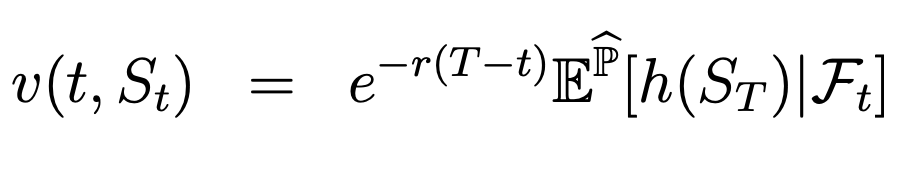 v(t, S_t) = e^{-r(T-t)} \mathbb{E}^{\widehat{\mathbb{P}}}[h(S_T)|\mathcal{F}_t]